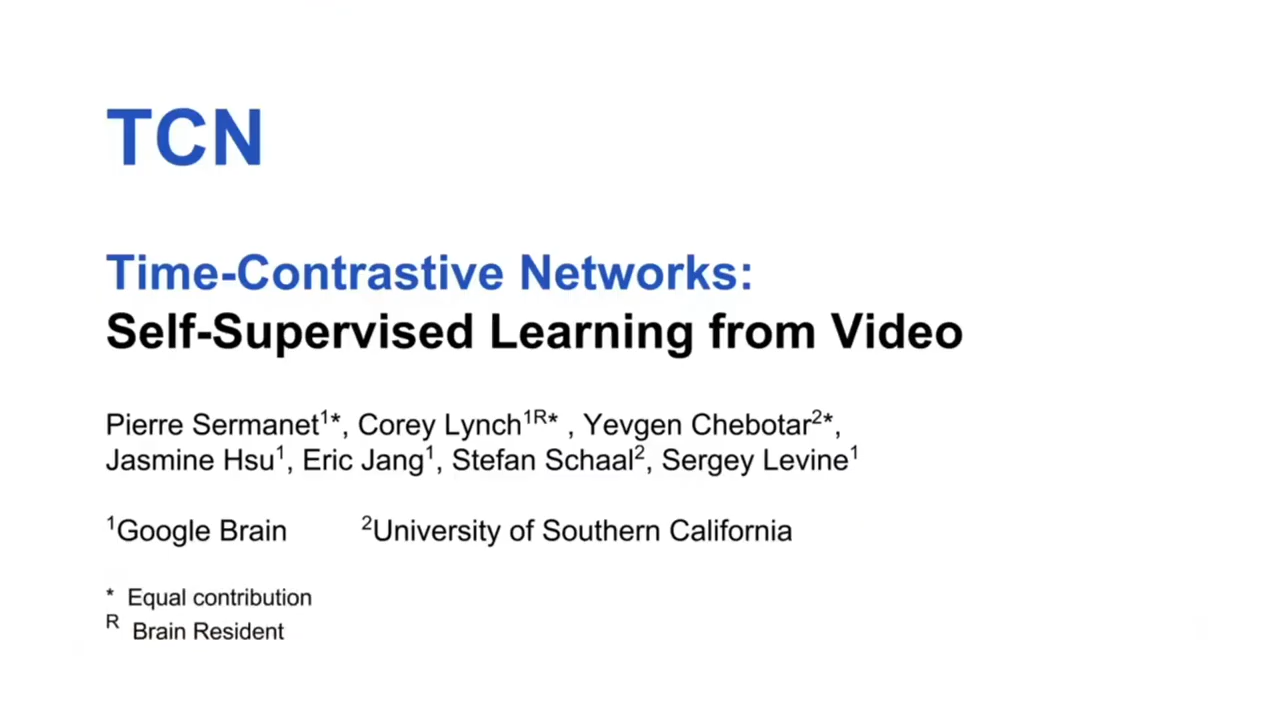 TCN
Time-Contrastive Networks:
Self-Supervised Learning from Video
Pierre Sermanet¹*, Corey Lynch¹ᴿ* , Yevgen Chebotar²*,
Jasmine Hsu¹, Eric Jang¹, Stefan Schaal², Sergey Levine¹
¹Google Brain ²University of Southern California
* Equal contribution
ᴿ Brain Resident